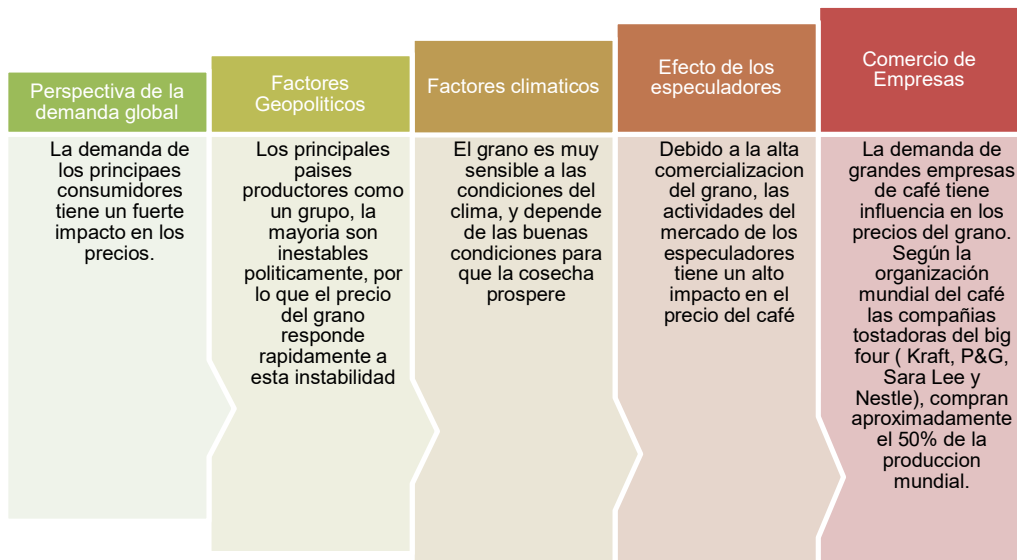 Perspectiva de la
demanda global
La demanda de
los principaes
consumidores
tiene un fuerte
impacto en los
precios.
Factores
Geopoliticos
Los principales
paises
productores como
un grupo, la
mayoria son
inestables
politicamente, por
lo que el precio
del grano
responde
rapidamente a
esta instabilidad
Factores climaticos
El grano es muy
sensible a las
condiciones del
clima, y depende
de las buenas
condiciones para
que la cosecha
prospere
Efecto de los
especuladores
Debido a la alta
comercializacion
del grano, las
actividades del
mercado de los
especuladores
tiene un alto
impacto en el
precio del café
Comercio de
Empresas
La demanda de
grandes empresas
de café tiene
influencia en los
precios del grano.
Según la
organización
mundial del café
las compañias
tostadoras del big
four ( Kraft, P&G,
Sara Lee y
Nestle), compran
aproximadamente
el 50% de la
produccion
mundial.